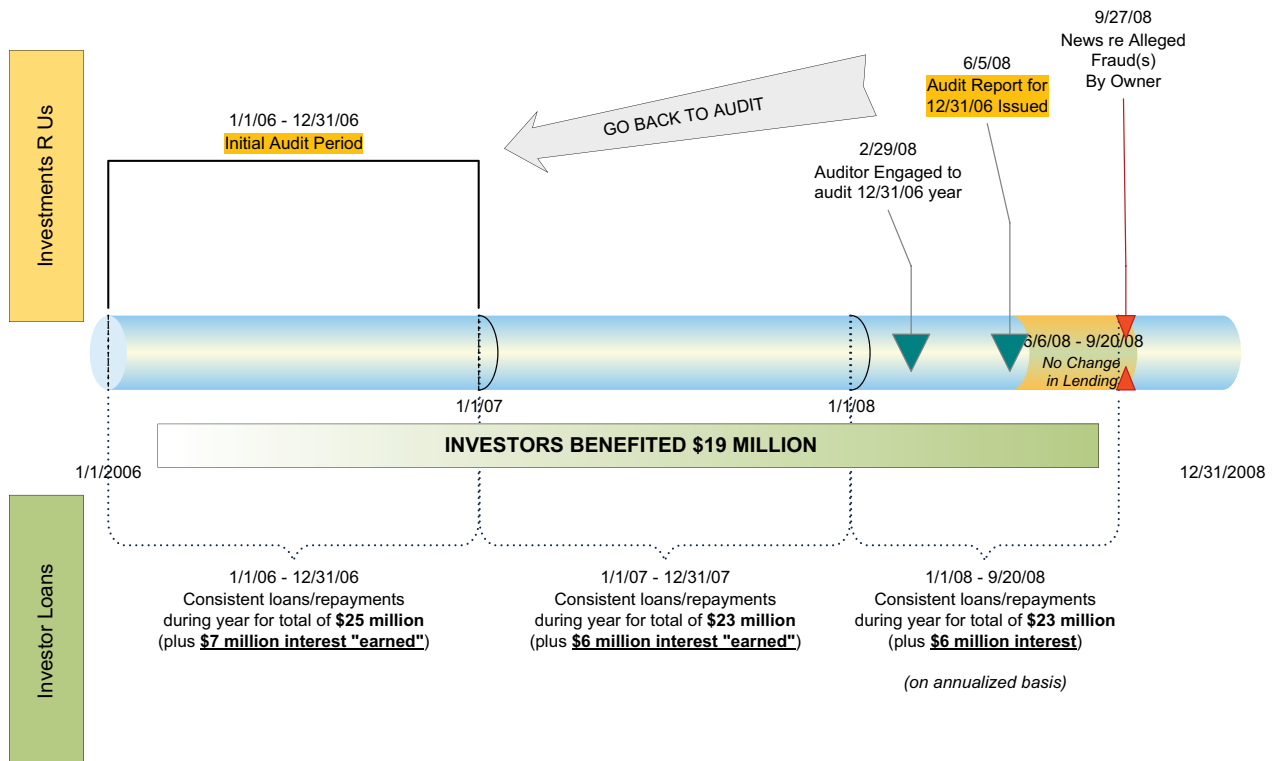 Investments R Us
1/1/06 - 12/31/06
Initial Audit Period
GO BACK TO AUDIT
2/29/08
Auditor Engaged to
audit 12/31/06 year
6/5/08
Audit Report for
12/31/06 Issued
9/27/08
News re Alleged
Fraud(s)
By Owner
6/6/08 - 9/20/08
No Change
in Lending
1/1/07
1/1/08
INVESTORS BENEFITED $19 MILLION
1/1/2006
12/31/2008
Investor Loans
1/1/06 - 12/31/06
Consistent loans/repayments
during year for total of $25 million
(plus $7 million interest "earned")
1/1/07 - 12/31/07
Consistent loans/repayments
during year for total of $23 million
(plus $6 million interest "earned")
1/1/08 - 9/20/08
Consistent loans/repayments
during year for total of $23 million
(plus $6 million interest)
(on annualized basis)